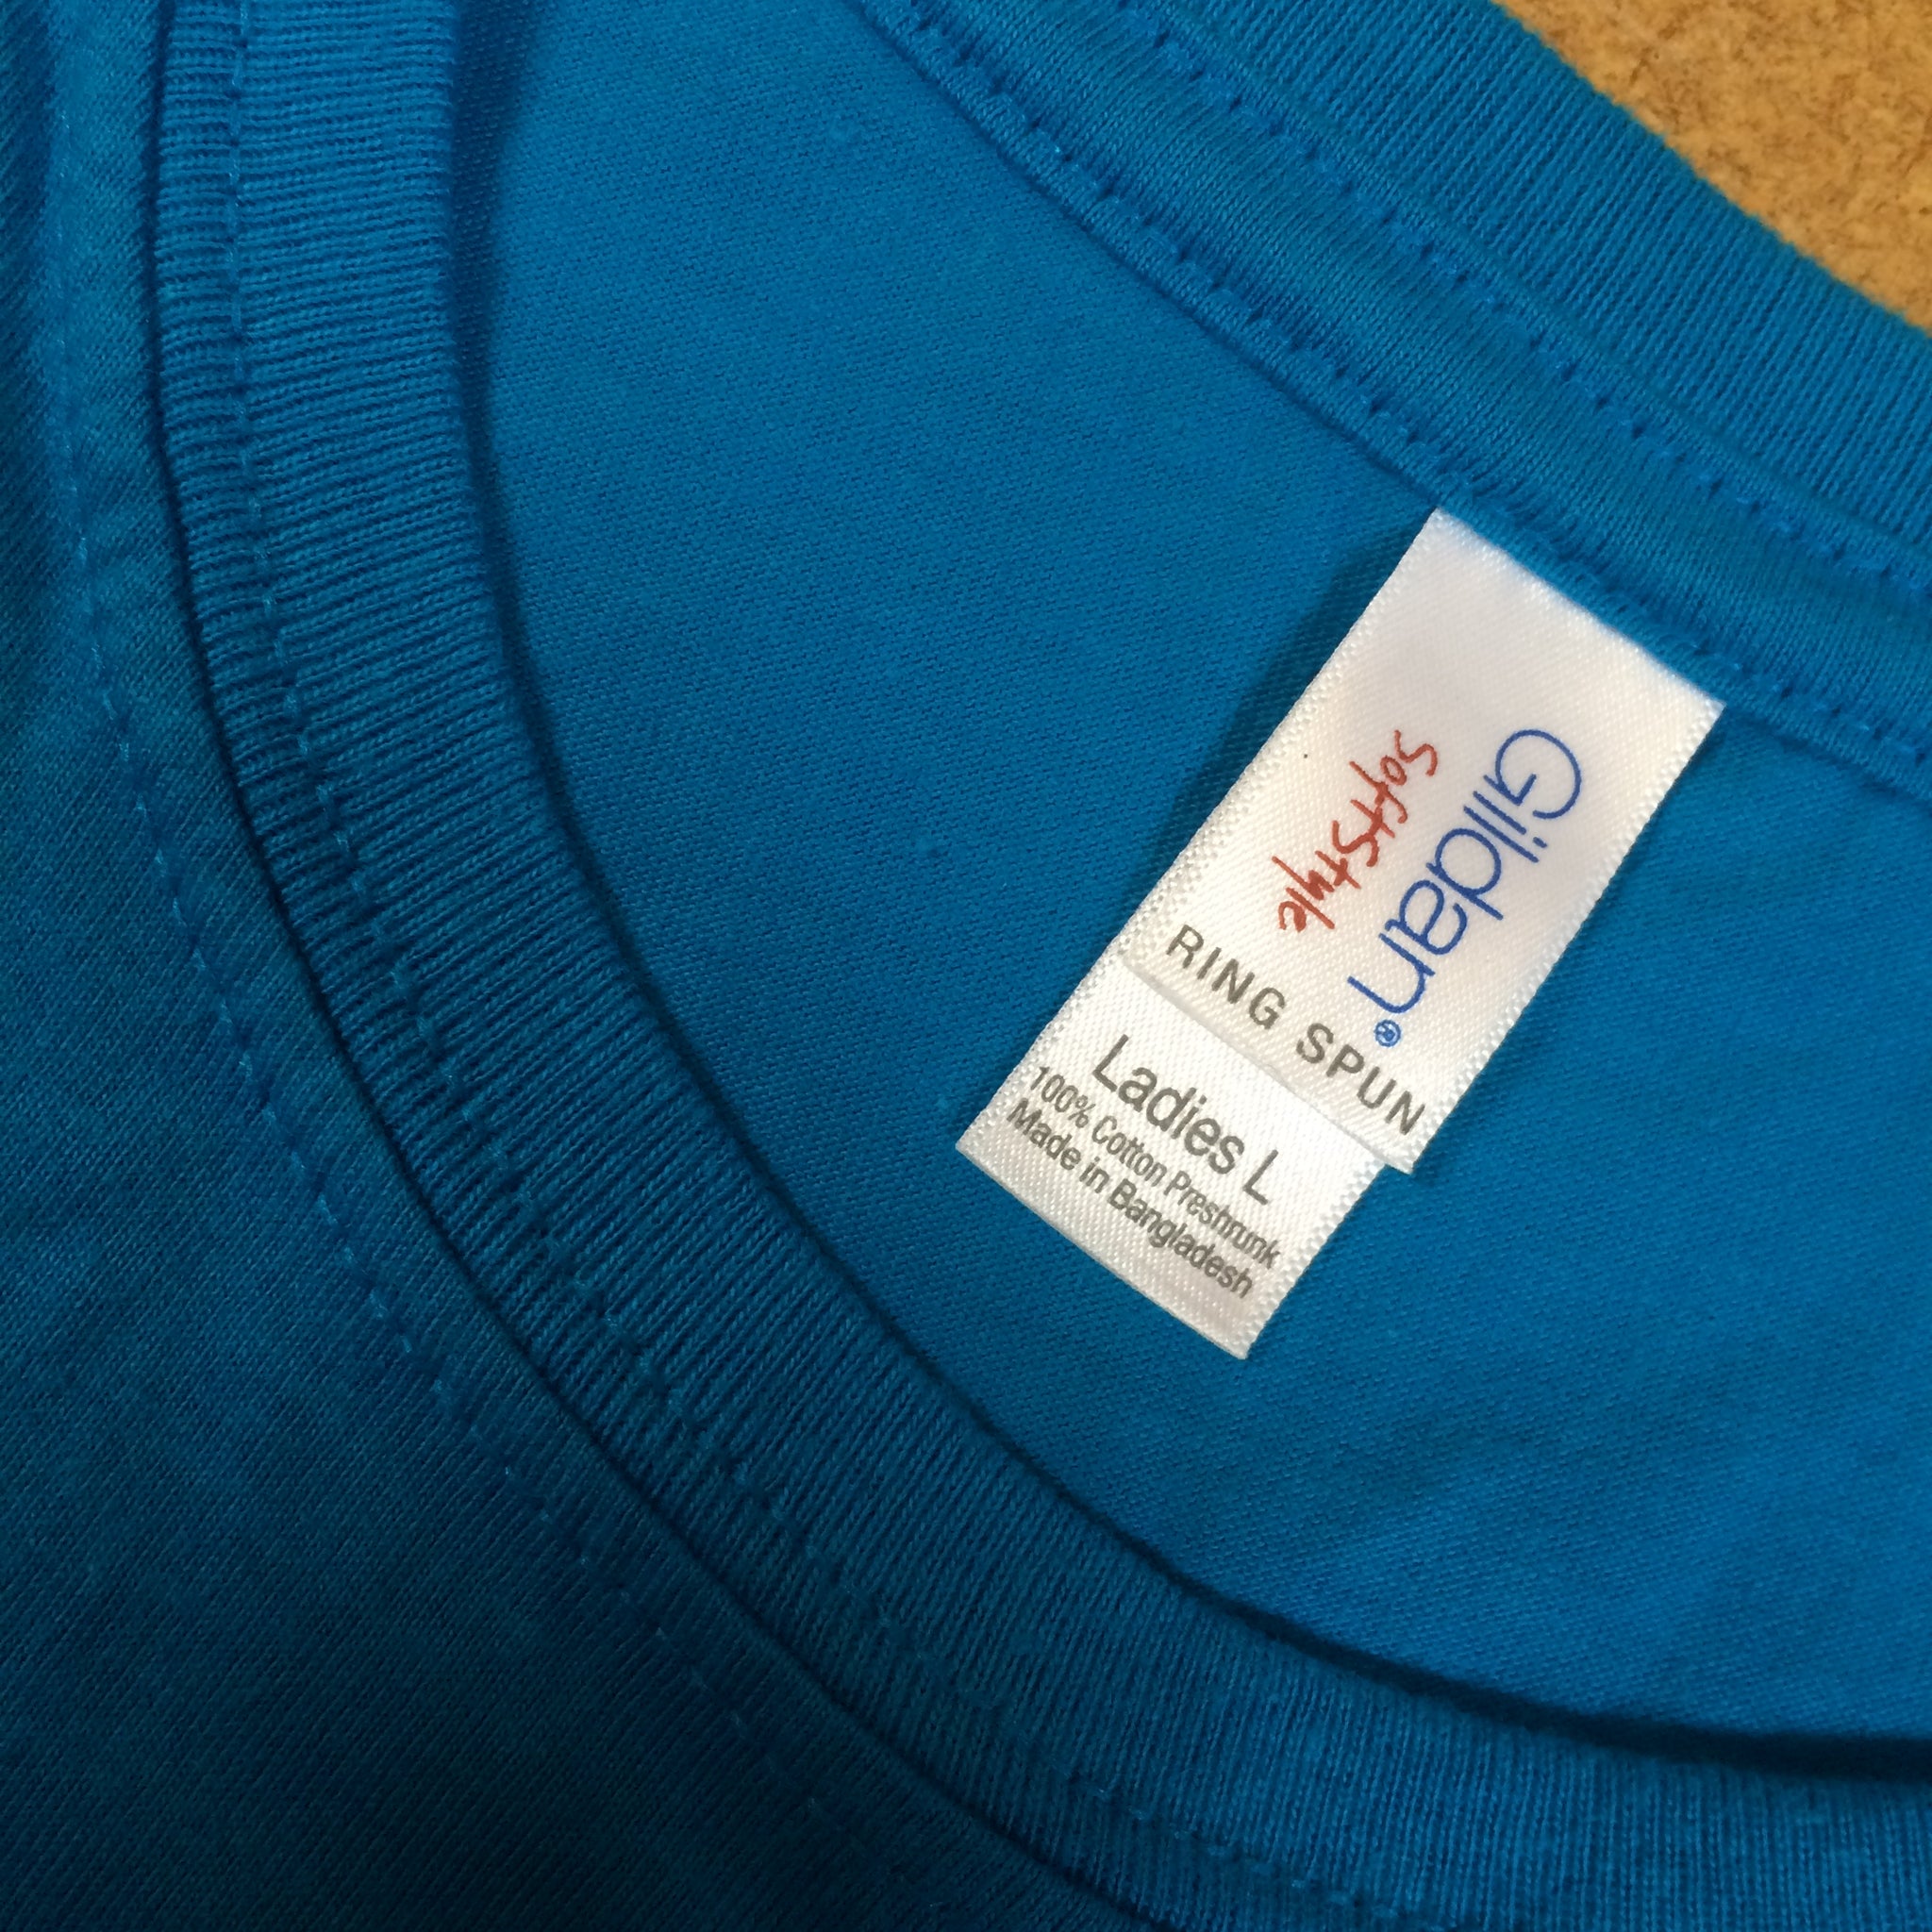 Gildan®
SoftStyle
RING SPUN
Ladies L
100% Cotton Preshrunk
Made in Bangladesh